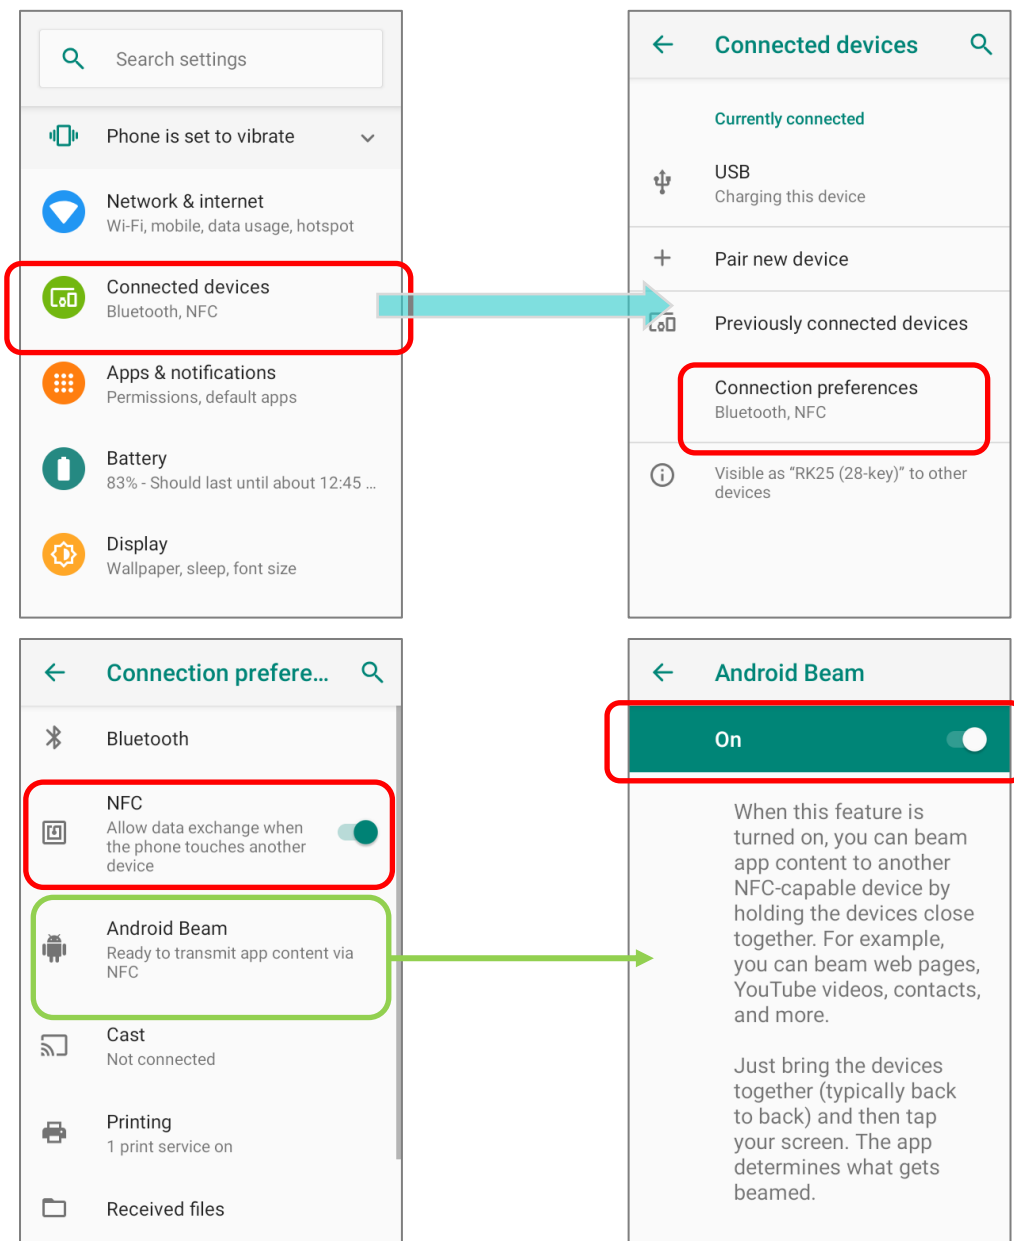 Search settings
Phone is set to vibrate
Network & internet
Wi-Fi, mobile, data usage, hotspot
Connected devices
Bluetooth, NFC
Apps & notifications
Permissions, default apps
Battery
83% - Should last until about 12:45 ...
Display
Wallpaper, sleep, font size
Connected devices
Currently connected
USB
Charging this device
Pair new device
Previously connected devices
Connection preferences
Bluetooth, NFC
Visible as “RK25 (28-key)” to other
devices
Connection prefere...
Bluetooth
NFC
Allow data exchange when
the phone touches another
device
Android Beam
Ready to transmit app content via
NFC
Cast
Not connected
Printing
1 print service on
Received files
Android Beam
On
When this feature is
turned on, you can beam
app content to another
NFC-capable device by
holding the devices close
together. For example,
you can beam web pages,
YouTube videos, contacts,
and more.
Just bring the devices
together (typically back
to back) and then tap
your screen. The app
determines what gets
beamed.